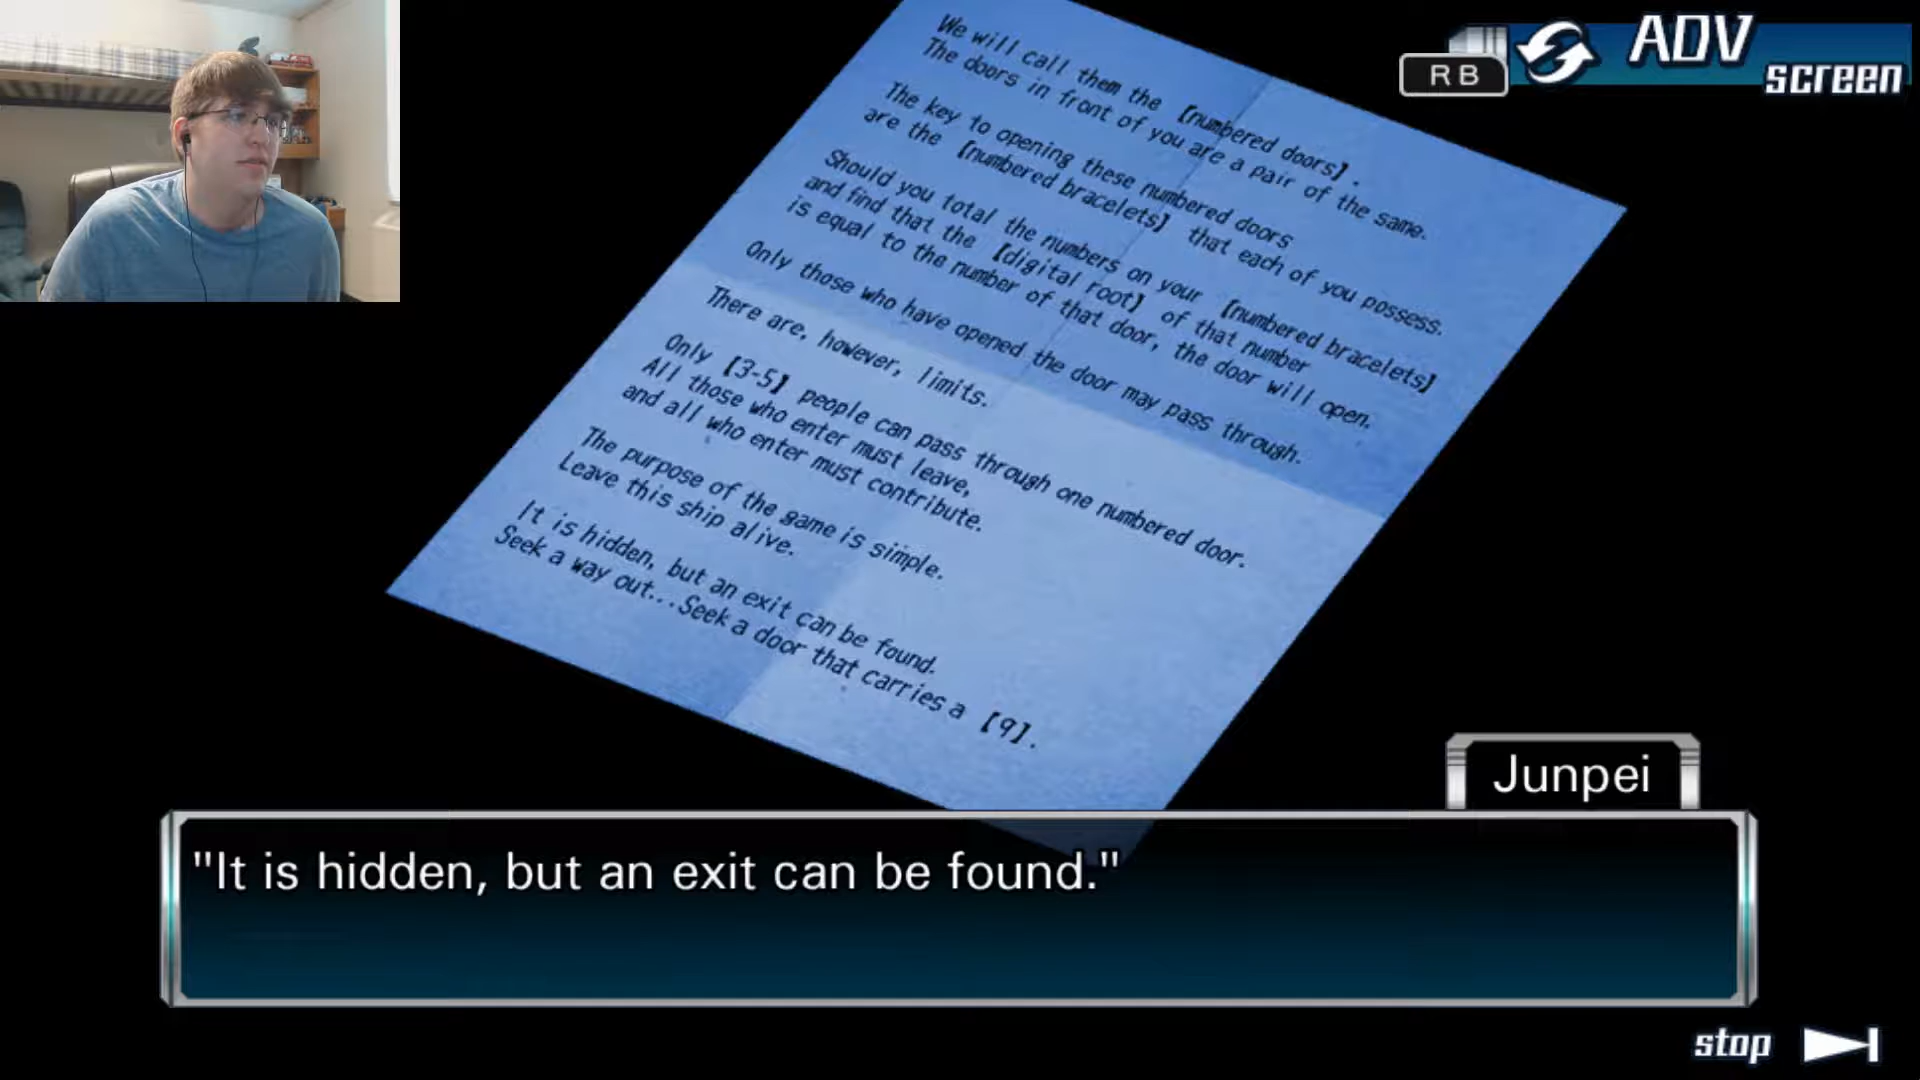 We will call them the 【numbered doors】.
The doors in front of you are a pair of the same.
The key to opening these numbered doors
are the 【numbered bracelets】 that each of you possess.
Should you total the numbers on your 【numbered bracelets】
and find that the 【digital root】 of that number
is equal to the number of that door, the door will open.
Only those who have opened the door may pass through.
There are, however, limits.
Only 【3-5】 people can pass through one numbered door.
All those who enter must leave,
and all who enter must contribute.
The purpose of the game is simple.
Leave this ship alive.
It is hidden, but an exit can be found.
Seek a way out...Seek a door that carries a 【9】.
RB
ADV
screen
Junpei
"It is hidden, but an exit can be found."
stop